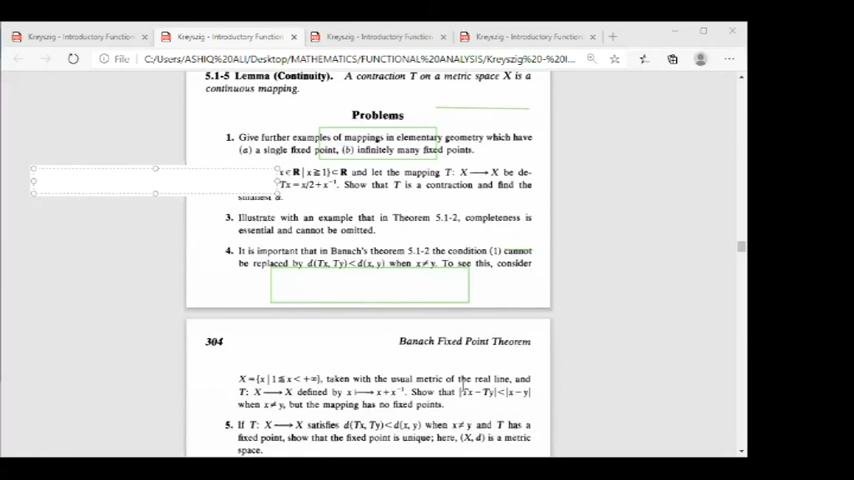 Kreyszig - Introductory Function
Kreyszig - Introductory Function
Kreyszig - Introductory Function
Kreyszig - Introductory Function
File
C:/Users/ASHIQ%20ALI/Desktop/MATHEMATICS/FUNCTIONAL%20ANALYSIS/Kreyszig%20-%20I...
5.1-5 Lemma (Continuity). A contraction T on a metric space X is a
continuous mapping.
Problems
1. Give further examples of mappings in elementary geometry which have
(a) a single fixed point, (b) infinitely many fixed points.
x∈R | x≧1}⊂R and let the mapping T: X⟶X be de-
Tx = x/2 + x⁻¹. Show that T is a contraction and find the
smallest α.
3. Illustrate with an example that in Theorem 5.1-2, completeness is
essential and cannot be omitted.
4. It is important that in Banach's theorem 5.1-2 the condition (1) cannot
be replaced by d(Tx, Ty)<d(x, y) when x≠y. To see this, consider
304 Banach Fixed Point Theorem
X={x | 1≦x<+∞}, taken with the usual metric of the real line, and
T: X⟶X defined by x⟼x+x⁻¹. Show that |Tx−Ty|<|x−y|
when x≠y, but the mapping has no fixed points.
5. If T: X⟶X satisfies d(Tx, Ty)<d(x, y) when x≠y and T has a
fixed point, show that the fixed point is unique; here, (X, d) is a metric
space.